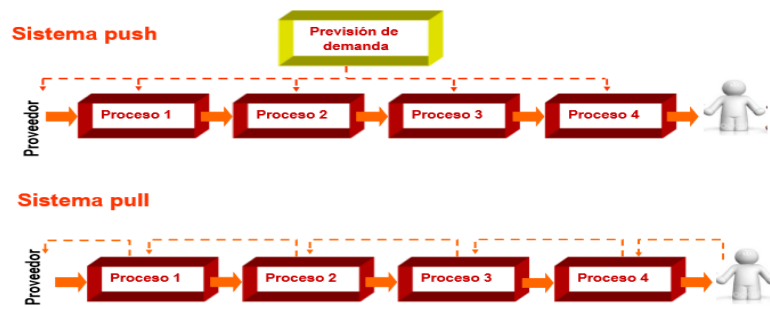 Sistema push
Previsión de
demanda
Proveedor
Proceso 1
Proceso 2
Proceso 3
Proceso 4
Sistema pull
Proveedor
Proceso 1
Proceso 2
Proceso 3
Proceso 4